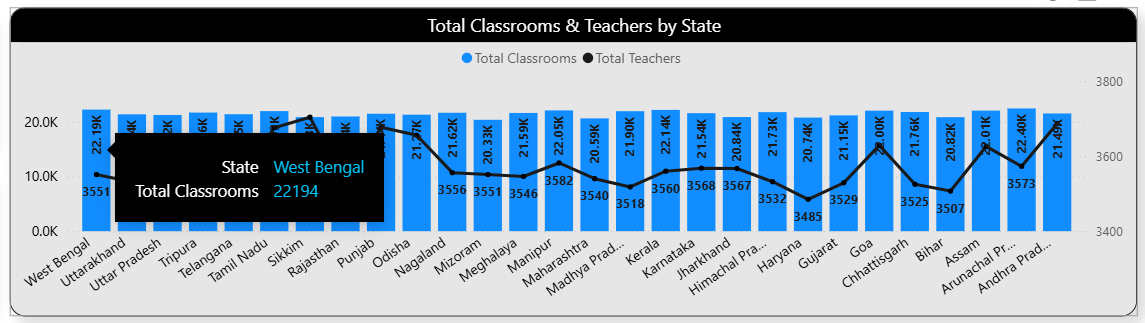 Total Classrooms & Teachers by State
Total Classrooms Total Teachers
3800
3600
3400
20.0K
10.0K
0.0K
22.19K
21.62K
20.33K
21.59K
22.05K
20.59K
21.90K
22.14K
21.54K
20.84K
21.73K
20.74K
21.15K
21.76K
20.82K
22.01K
22.40K
21.49K
3551
3556
3551
3546
3582
3540
3518
3560
3568
3567
3532
3485
3529
3525
3507
3573
State West Bengal
Total Classrooms 22194
West Bengal
Uttarakhand
Uttar Pradesh
Tripura
Telangana
Tamil Nadu
Sikkim
Rajasthan
Punjab
Odisha
Nagaland
Mizoram
Meghalaya
Manipur
Maharashtra
Madhya Prad...
Kerala
Karnataka
Jharkhand
Himachal Pra...
Haryana
Gujarat
Goa
Chhattisgarh
Bihar
Assam
Arunachal Pr...
Andhra Prad...